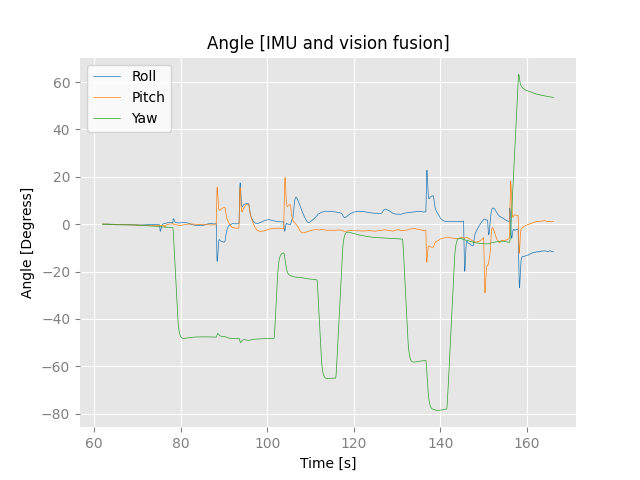 Angle [IMU and vision fusion]
Roll
Pitch
Yaw
60
40
20
0
−20
−40
−60
−80
Angle [Degress]
60
80
100
120
140
160
Time [s]